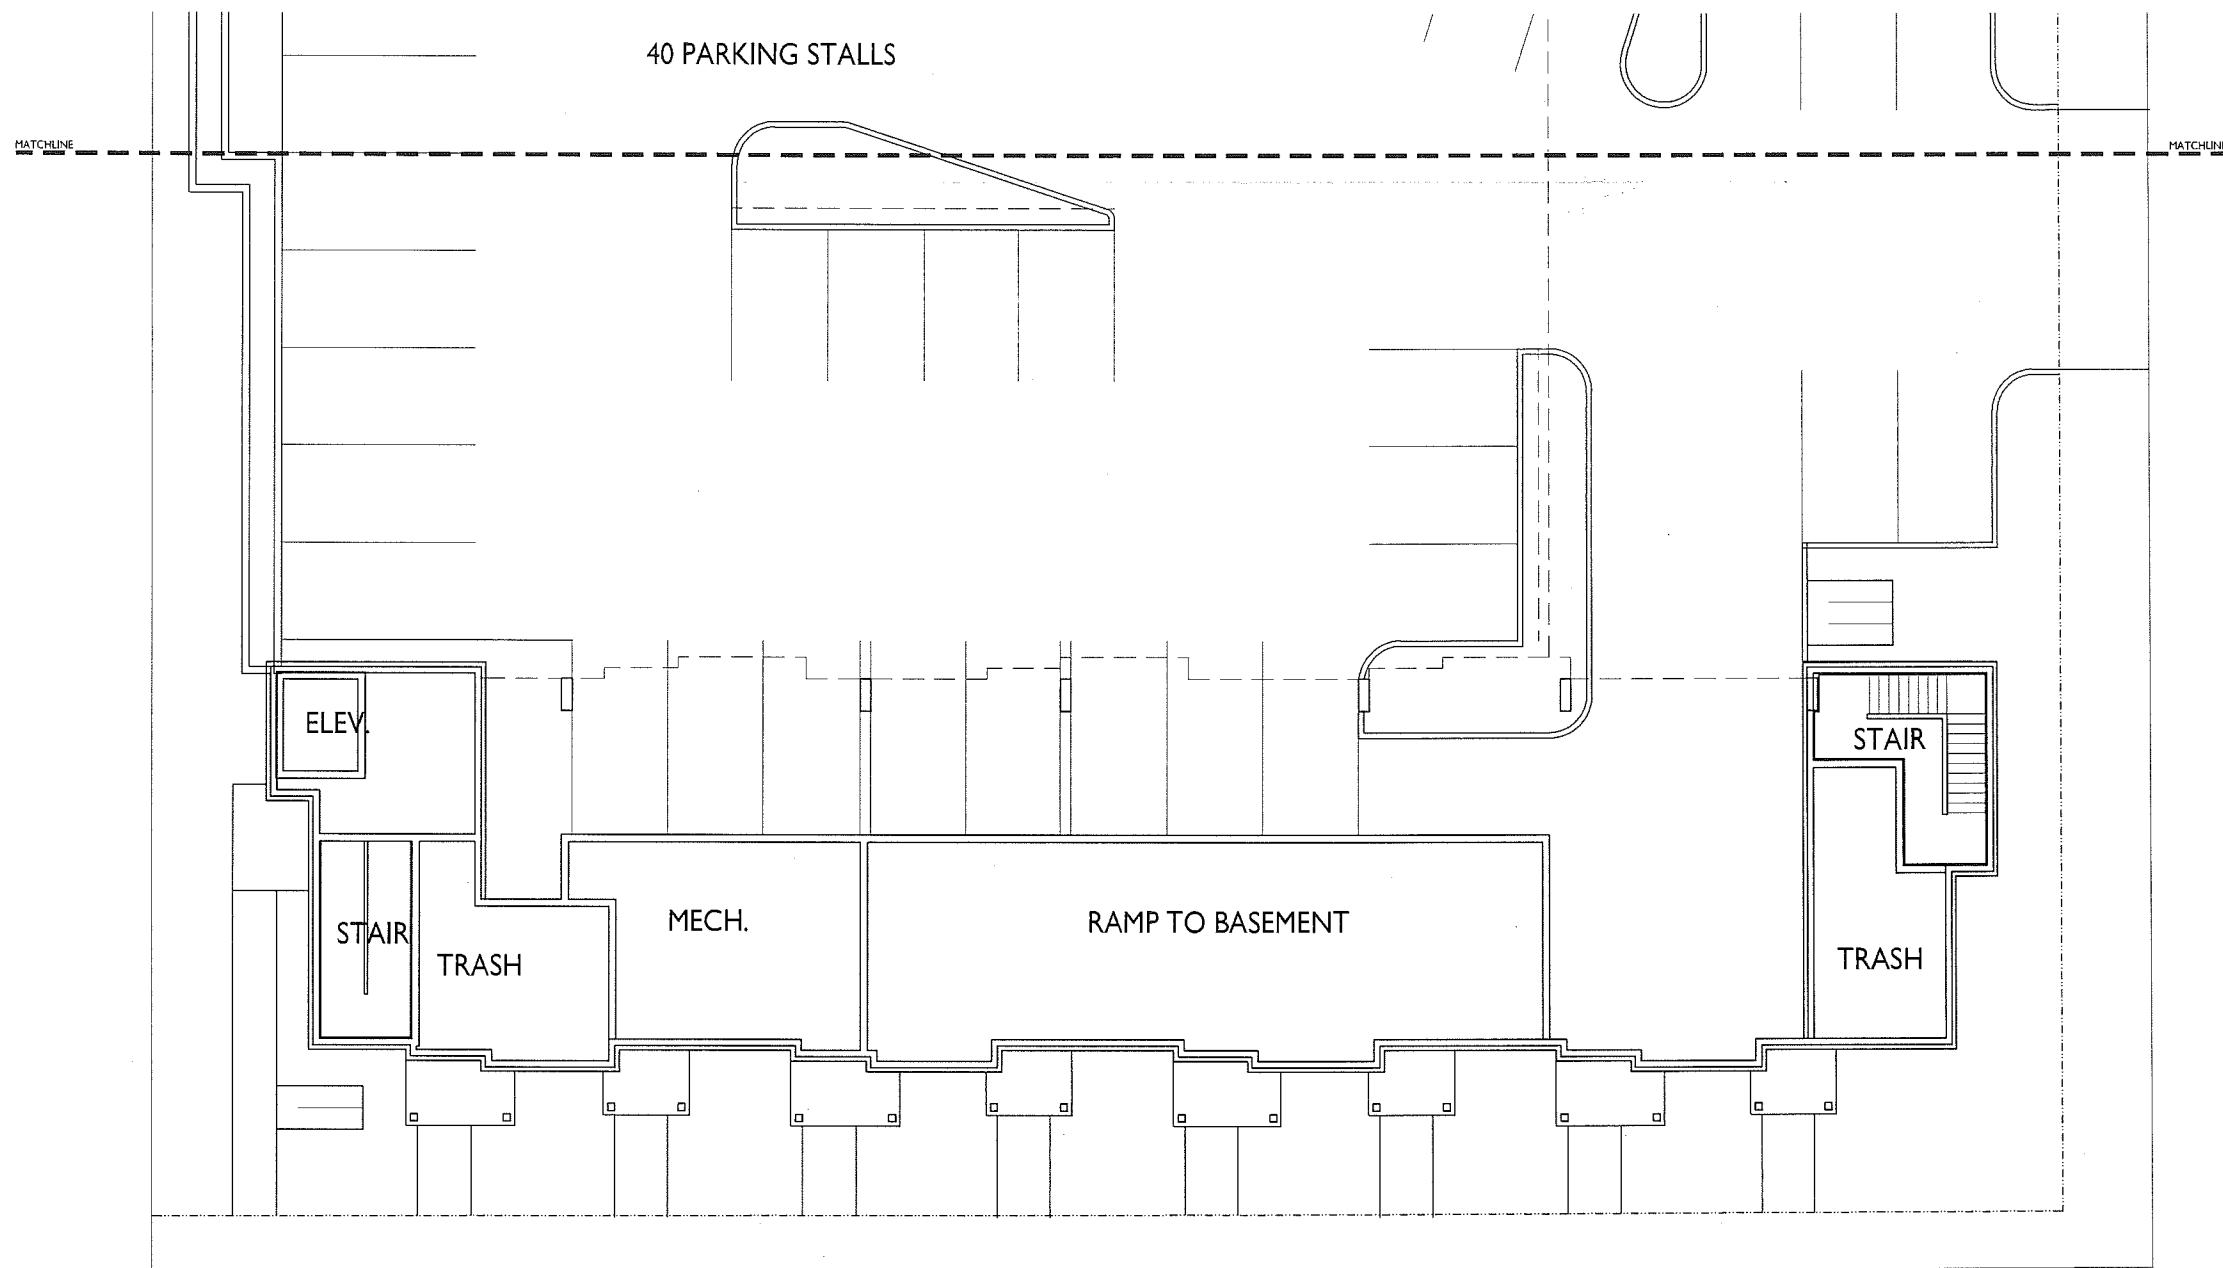 40 PARKING STALLS
MATCHLINE
MATCHLINE
ELEV.
STAIR
STAIR
TRASH
MECH.
RAMP TO BASEMENT
TRASH